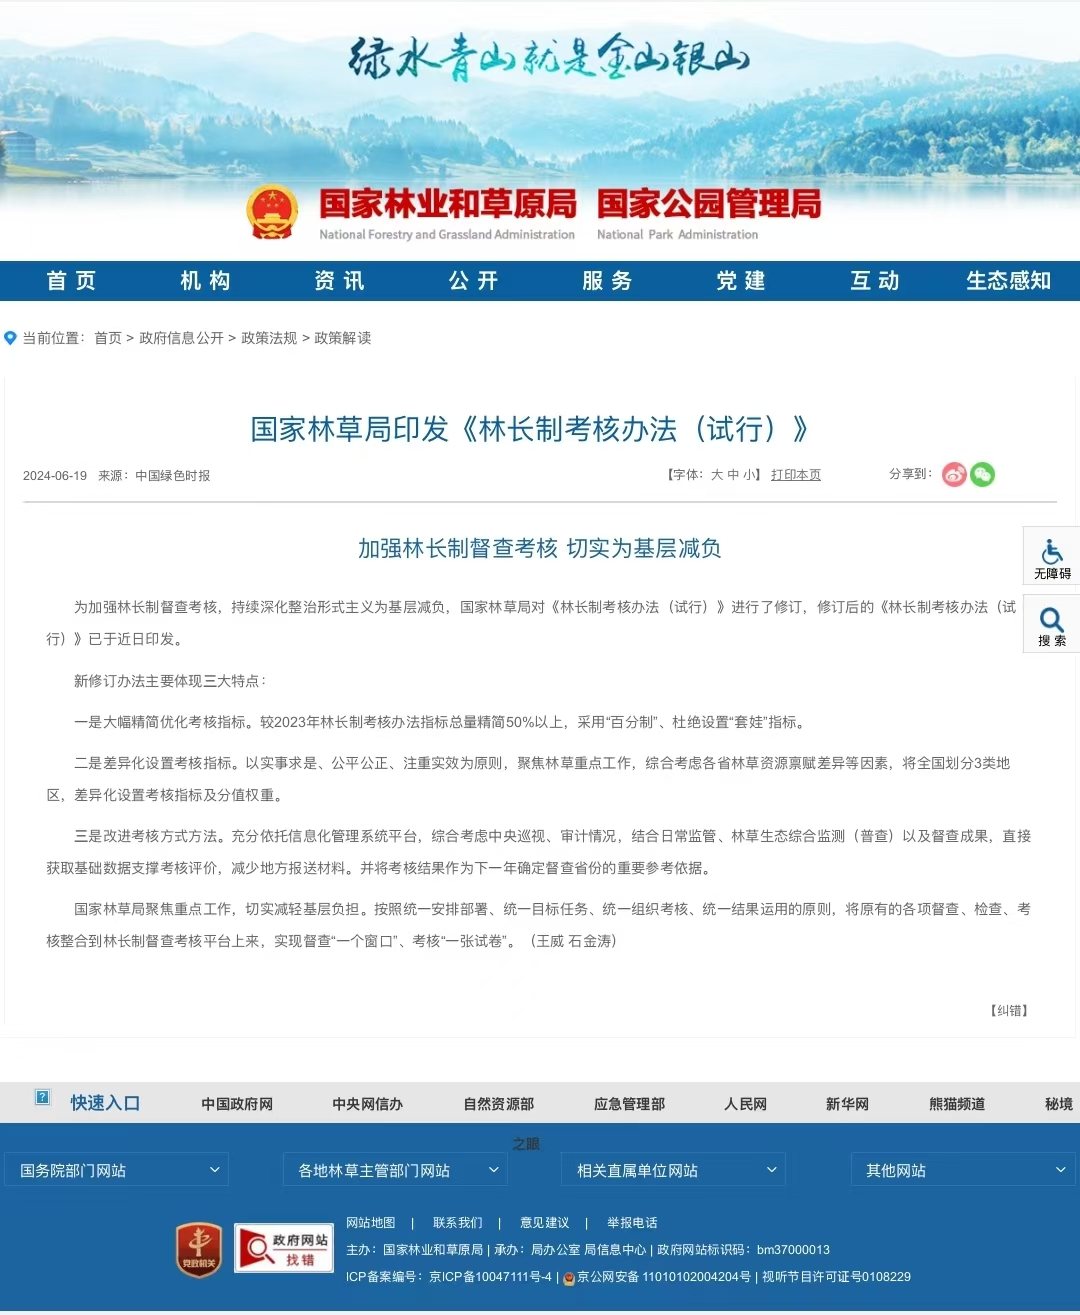 绿水青山就是金山银山
国家林业和草原局 国家公园管理局
National Forestry and Grassland Administration National Park Administration
首页 机构 资讯 公开 服务 党建 互动 生态感知
当前位置：首页 > 政府信息公开 > 政策法规 > 政策解读
国家林草局印发《林长制考核办法（试行）》
2024-06-19 来源：中国绿色时报 【字体：大 中 小】 打印本页 分享到：
加强林长制督查考核 切实为基层减负
无障碍
为加强林长制督查考核，持续深化整治形式主义为基层减负，国家林草局对《林长制考核办法（试行）》进行了修订，修订后的《林长制考核办法（试
行）》已于近日印发。
搜 索
新修订办法主要体现三大特点：
一是大幅精简优化考核指标。较2023年林长制考核办法指标总量精简50%以上，采用“百分制”、杜绝设置“套娃”指标。
二是差异化设置考核指标。以实事求是、公平公正、注重实效为原则，聚焦林草重点工作，综合考虑各省林草资源禀赋差异等因素，将全国划分3类地
区，差异化设置考核指标及分值权重。
三是改进考核方式方法。充分依托信息化管理系统平台，综合考虑中央巡视、审计情况，结合日常监管、林草生态综合监测（普查）以及督查成果，直接
获取基础数据支撑考核评价，减少地方报送材料。并将考核结果作为下一年确定督查省份的重要参考依据。
国家林草局聚焦重点工作，切实减轻基层负担。按照统一安排部署、统一目标任务、统一组织考核、统一结果运用的原则，将原有的各项督查、检查、考
核整合到林长制督查考核平台上来，实现督查“一个窗口”、考核“一张试卷”。（王威 石金涛）
【纠错】
快速入口 中国政府网 中央网信办 自然资源部 应急管理部 人民网 新华网 熊猫频道 秘境
之眼
国务院部门网站 各地林草主管部门网站 相关直属单位网站 其他网站
党政机关
政府网站
找错
网站地图 | 联系我们 | 意见建议 | 举报电话
主办：国家林业和草原局 | 承办：局办公室 局信息中心 | 政府网站标识码：bm37000013
ICP备案编号：京ICP备10047111号-4 | 京公网安备 11010102004204号 | 视听节目许可证号0108229